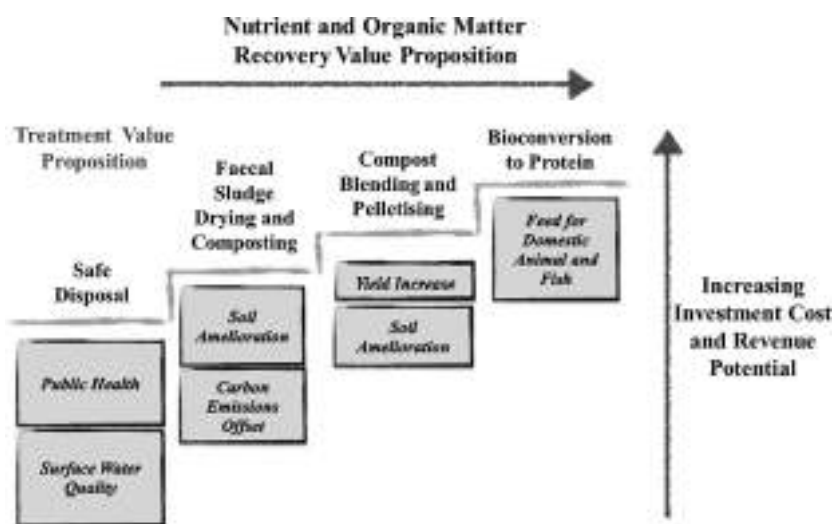 Nutrient and Organic Matter
Recovery Value Proposition
Treatment Value
Proposition
Safe
Disposal
Public Health
Surface Water
Quality
Faecal
Sludge
Drying and
Composting
Soil
Amelioration
Carbon
Emissions
Offset
Compost
Blending and
Pelletising
Yield Increase
Soil
Amelioration
Bioconversion
to Protein
Feed for
Domestic
Animal and
Fish
Increasing
Investment Cost
and Revenue
Potential